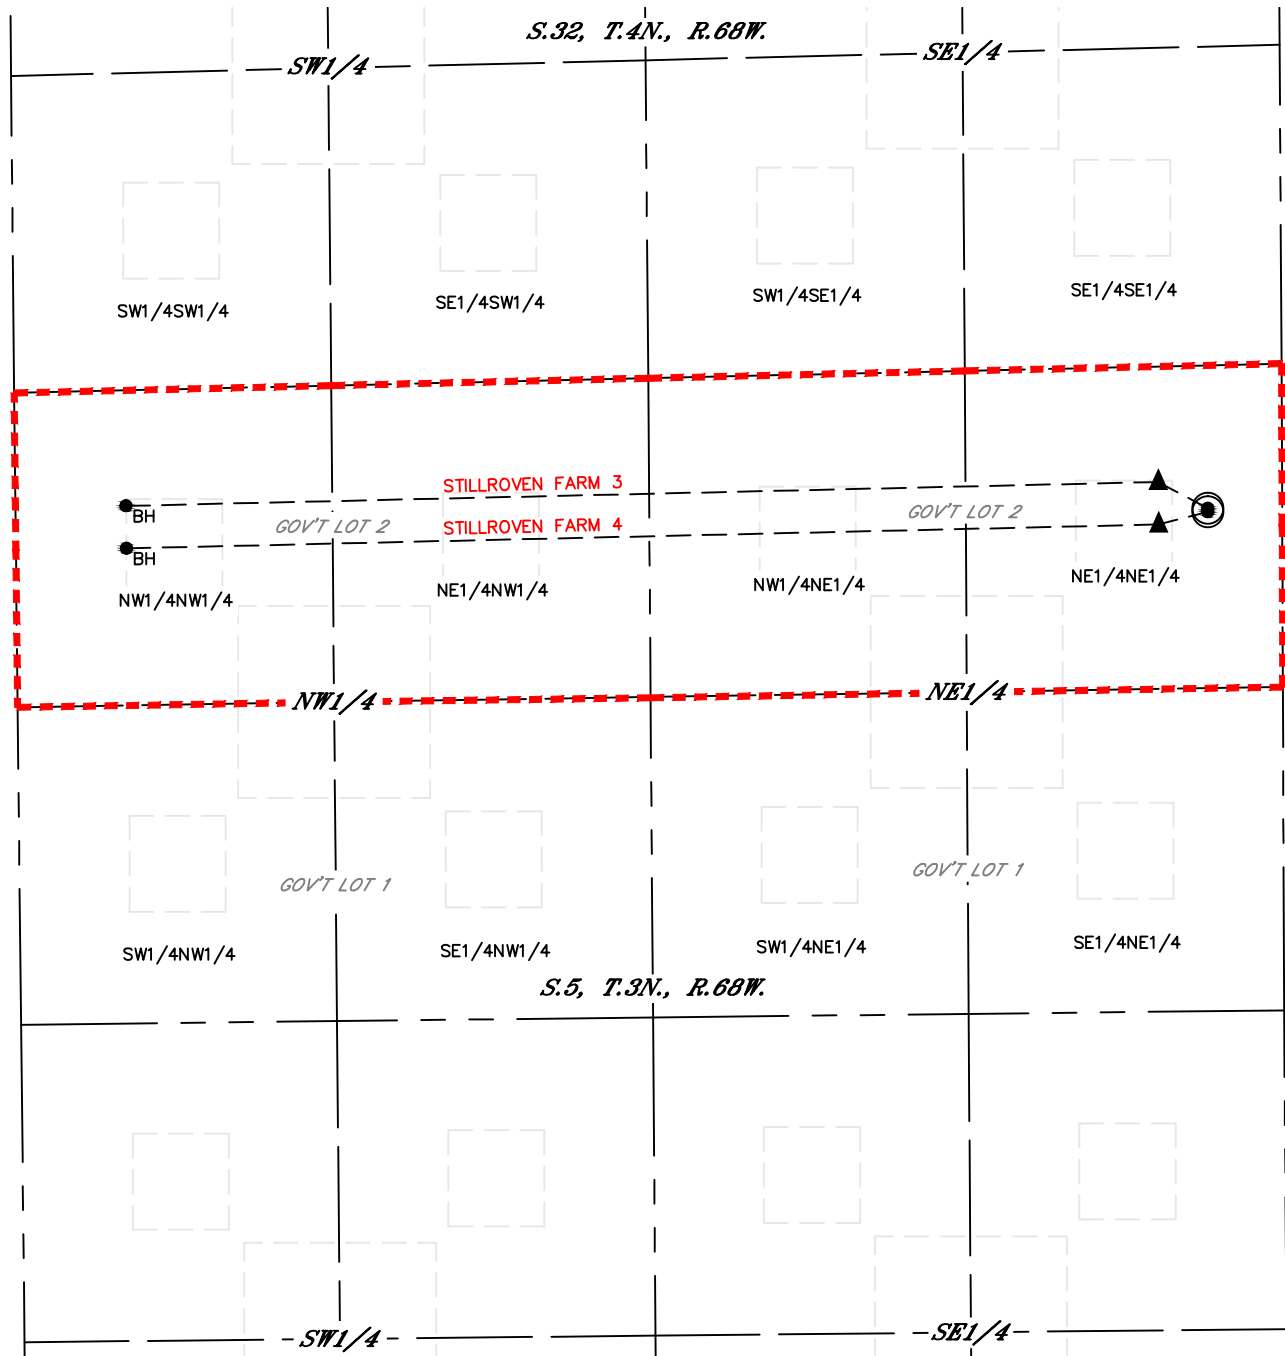 S.32, T.4N., R.68W.
SW1/4
SE1/4
SW1/4SW1/4
SE1/4SW1/4
SW1/4SE1/4
SE1/4SE1/4
STILLROVEN FARM 3
BH
GOV'T LOT 2
STILLROVEN FARM 4
GOV'T LOT 2
BH
NW1/4NW1/4
NE1/4NW1/4
NW1/4NE1/4
NE1/4NE1/4
NW1/4
NE1/4
GOV'T LOT 1
GOV'T LOT 1
SW1/4NW1/4
SE1/4NW1/4
SW1/4NE1/4
SE1/4NE1/4
S.5, T.3N., R.68W.
SW1/4
SE1/4